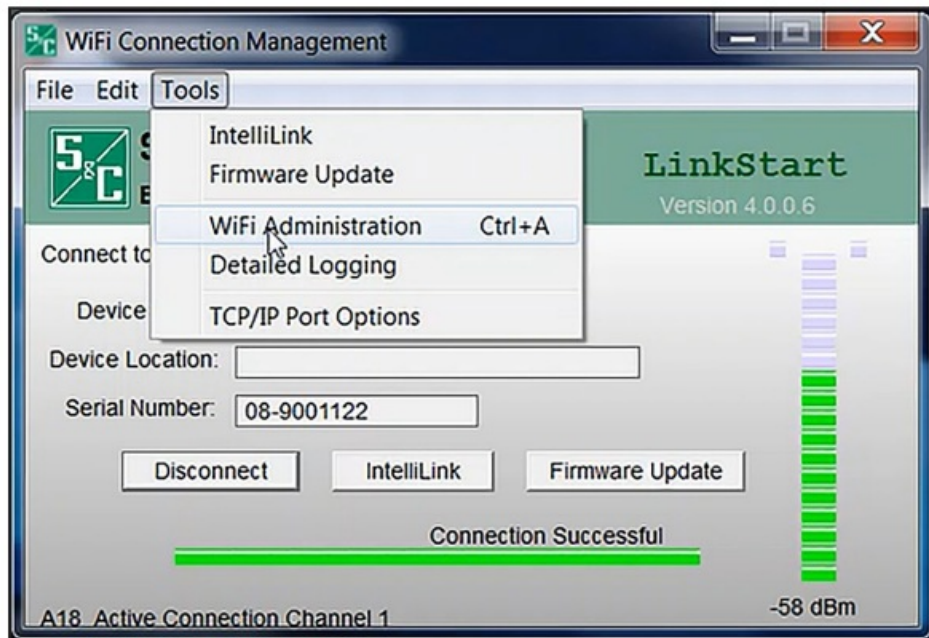 S&C WiFi Connection Management
File Edit Tools
S&C
LinkStart
Version 4.0.0.6
IntelliLink
Firmware Update
WiFi Administration Ctrl+A
Detailed Logging
TCP/IP Port Options
Connect to
Device
Device Location:
Serial Number: 08-9001122
Disconnect IntelliLink Firmware Update
Connection Successful
-58 dBm
A18 Active Connection Channel 1